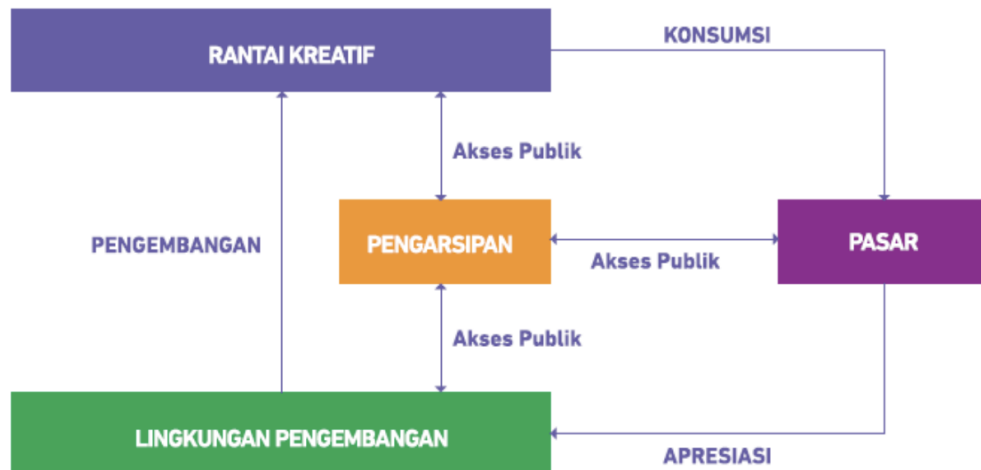 RANTAI KREATIF
KONSUMSI
Akses Publik
PENGEMBANGAN
PENGARSIPAN
Akses Publik
PASAR
Akses Publik
LINGKUNGAN PENGEMBANGAN
APRESIASI